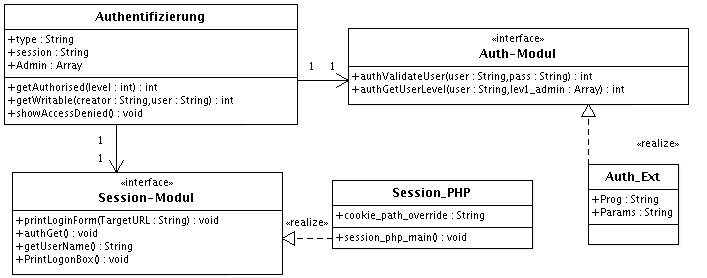 Authentifizierung
+type : String
+session : String
+Admin : Array
+getAuthorised(level : int) : int
+getWritable(creator : String,user : String) : int
+showAccessDenied() : void
1 1
«interface»
Auth-Modul
+authValidateUser(user : String,pass : String) : int
+authGetUserLevel(user : String,lev1_admin : Array) : int
1
1
«realize»
«interface»
Session-Modul
+printLoginForm(TargetURL : String) : void
+authGet() : void
+getUserName() : String
+PrintLogonBox() : void
«realize»
Session_PHP
+cookie_path_override : String
+session_php_main() : void
Auth_Ext
+Prog : String
+Params : String